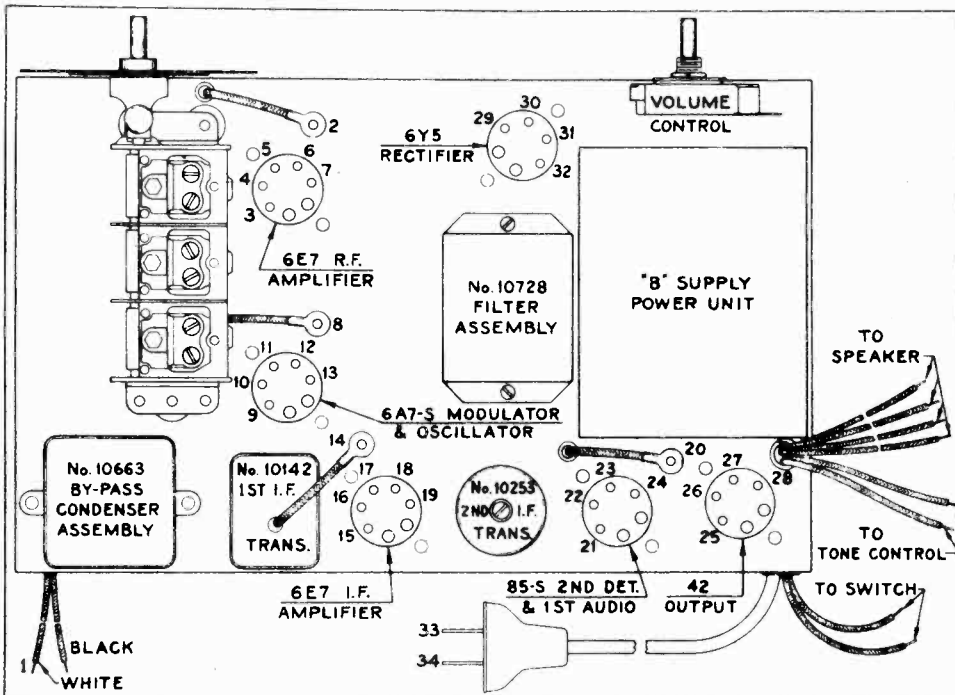 VOLUME
CONTROL
2
30
29
31
32
6Y5
RECTIFIER
5
6
4
7
3
6E7 R.F.
AMPLIFIER
No.10728
FILTER
ASSEMBLY
"B" SUPPLY
POWER UNIT
8
11
12
10
13
9
6A7-S MODULATOR
& OSCILLATOR
TO
SPEAKER
No.10663
BY-PASS
CONDENSER
ASSEMBLY
No.10142
1ST I.F.
TRANS.
14
17
18
16
19
15
No.10253
2ND I.F.
TRANS.
20
23
22
24
21
27
26
28
25
TO
TONE CONTROL
6E7 I.F.
AMPLIFIER
85-S 2ND DET.
& 1ST AUDIO
42
OUTPUT
TO SWITCH
33
34
BLACK
1
WHITE